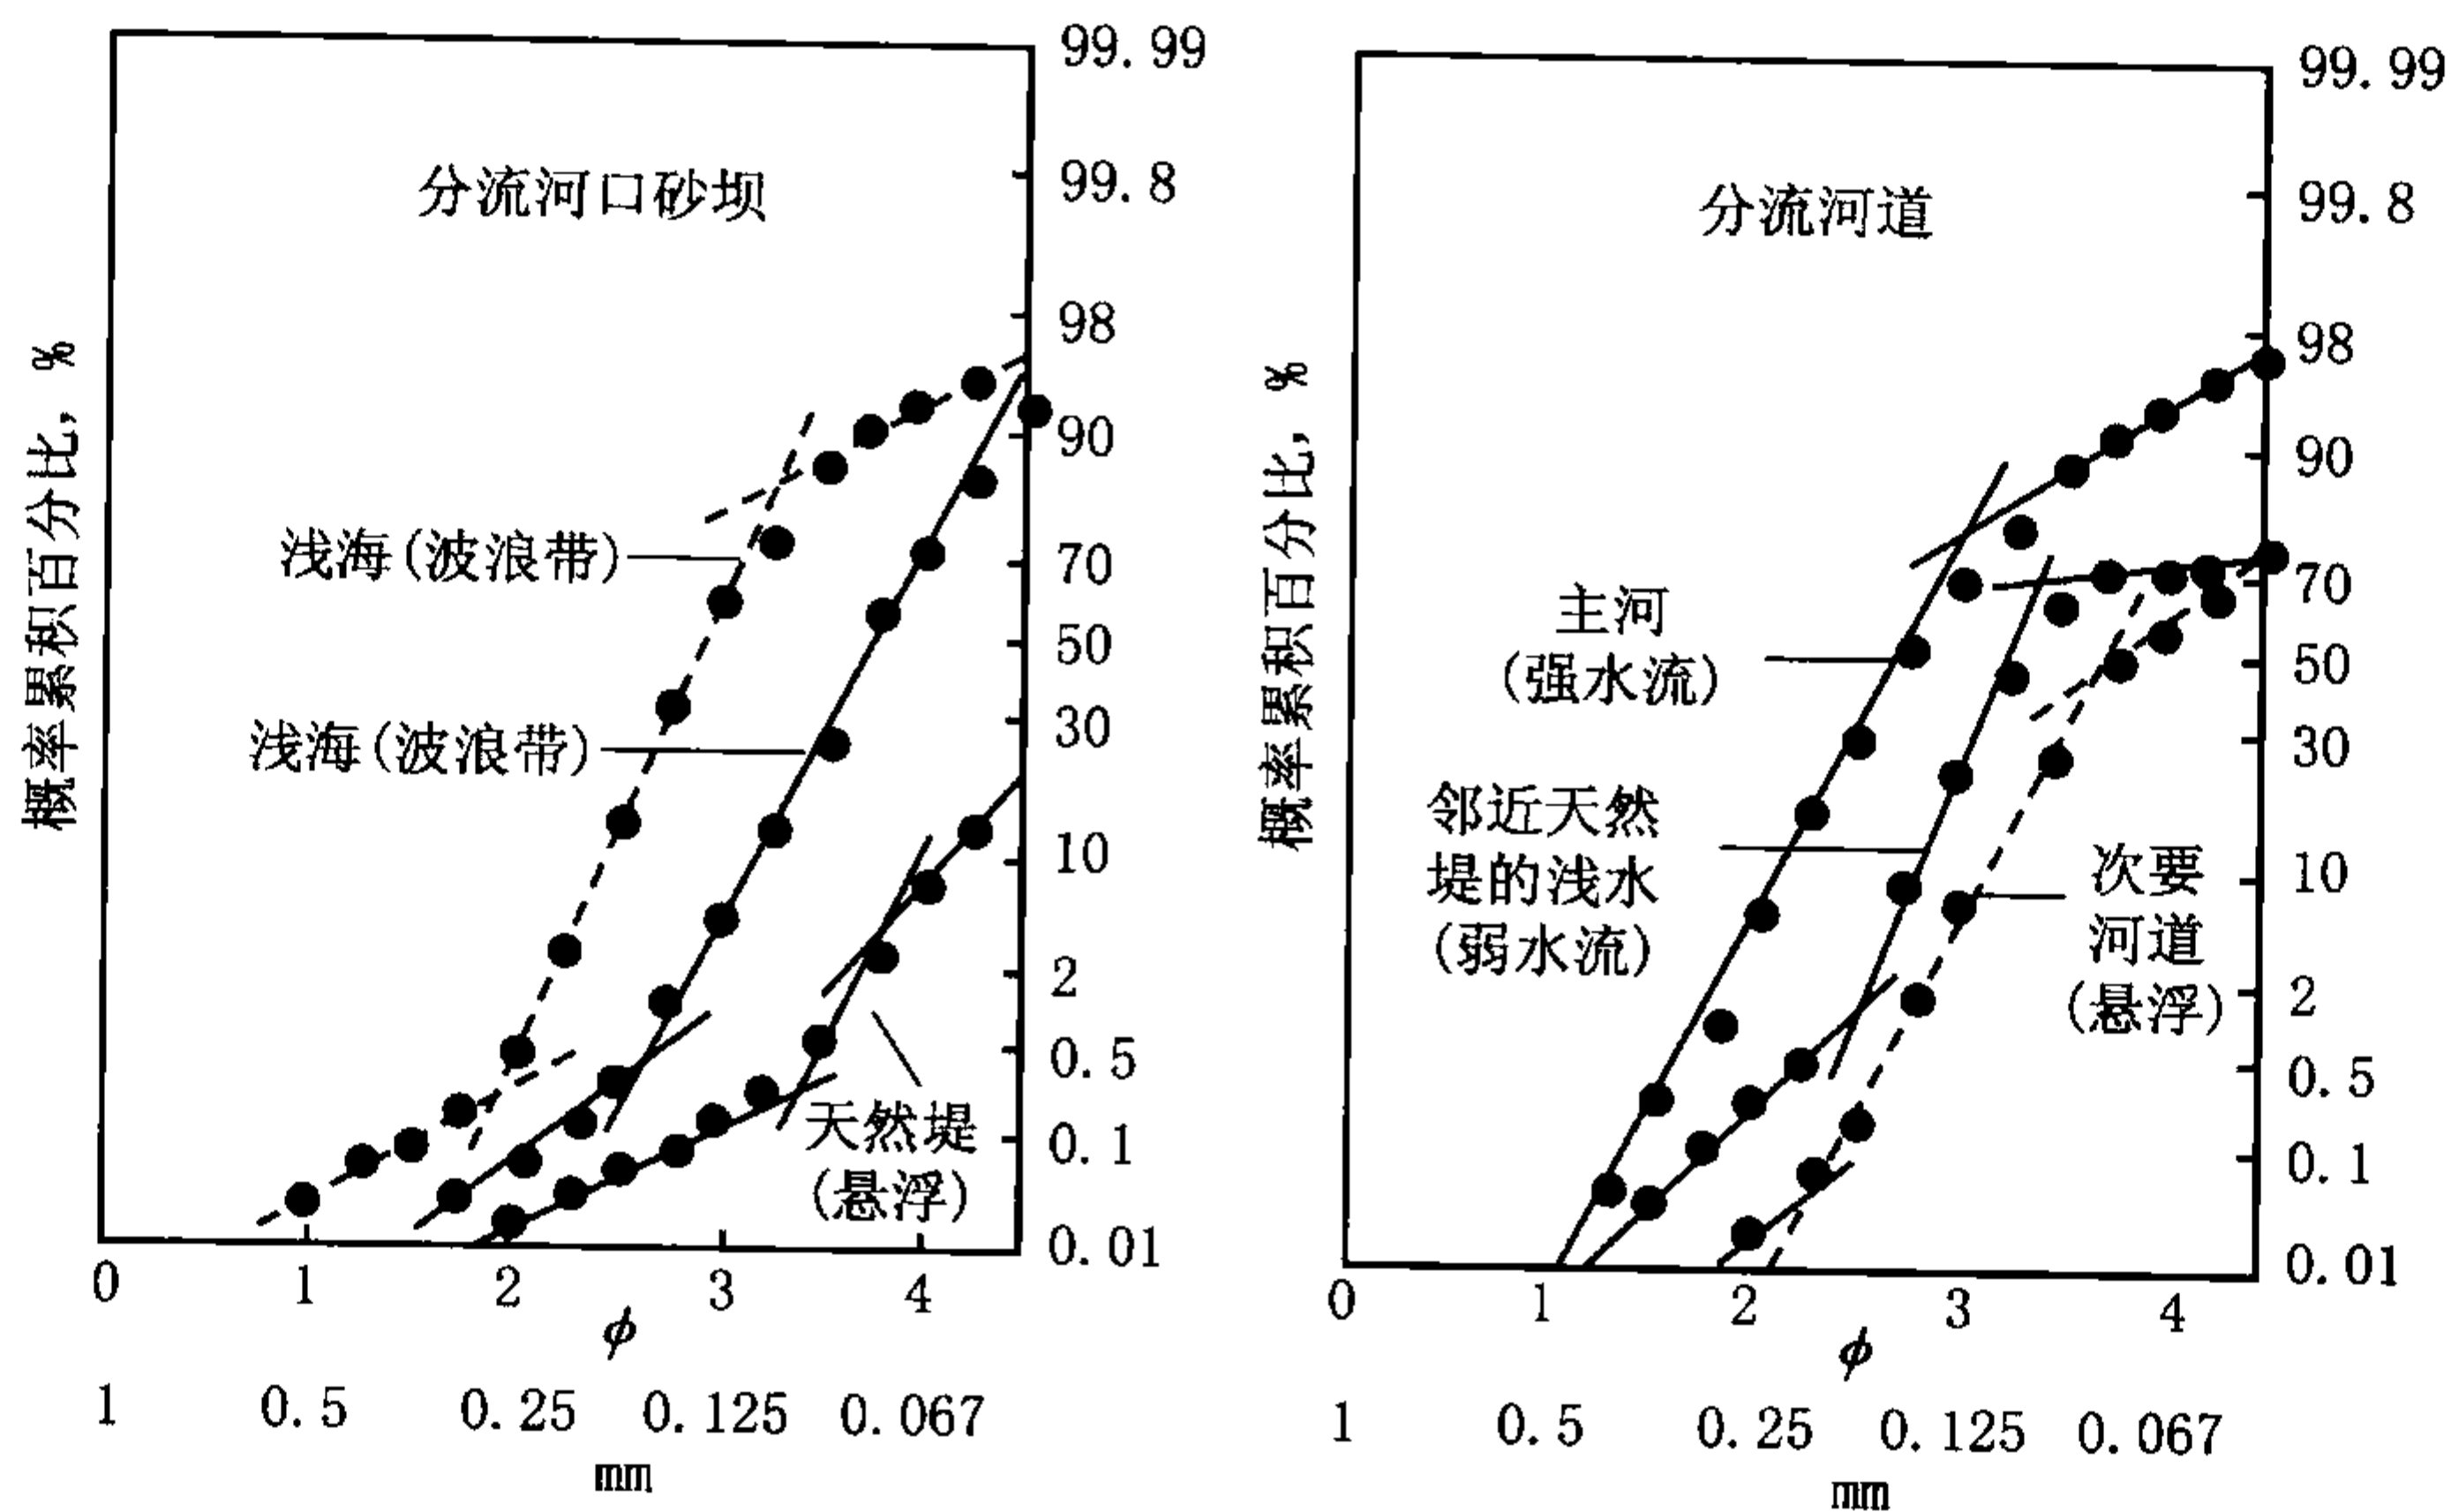 分流河口砂坝
概率累积百分比, %
浅海(波浪带)
浅海(波浪带)
天然堤
(悬浮)
99.99
99.8
98
90
70
50
30
10
2
0.5
0.1
0.01
0 1 2 3 4
ϕ
1 0.5 0.25 0.125 0.067
mm
分流河道
概率累积百分比, %
主河
(强水流)
邻近天然
堤的浅水
(弱水流)
次要
河道
(悬浮)
99.99
99.8
98
90
70
50
30
10
2
0.5
0.1
0.01
0 1 2 3 4
ϕ
1 0.5 0.25 0.125 0.067
mm